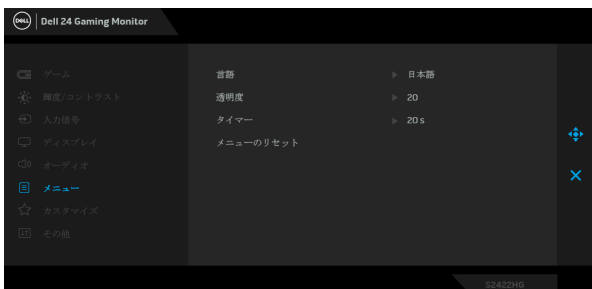 DELL
Dell 24 Gaming Monitor
ゲーム
輝度/コントラスト
入力信号
ディスプレイ
オーディオ
メニュー
カスタマイズ
その他
言語 日本語
透明度 20
タイマー 20 s
メニューのリセット
S2422HG